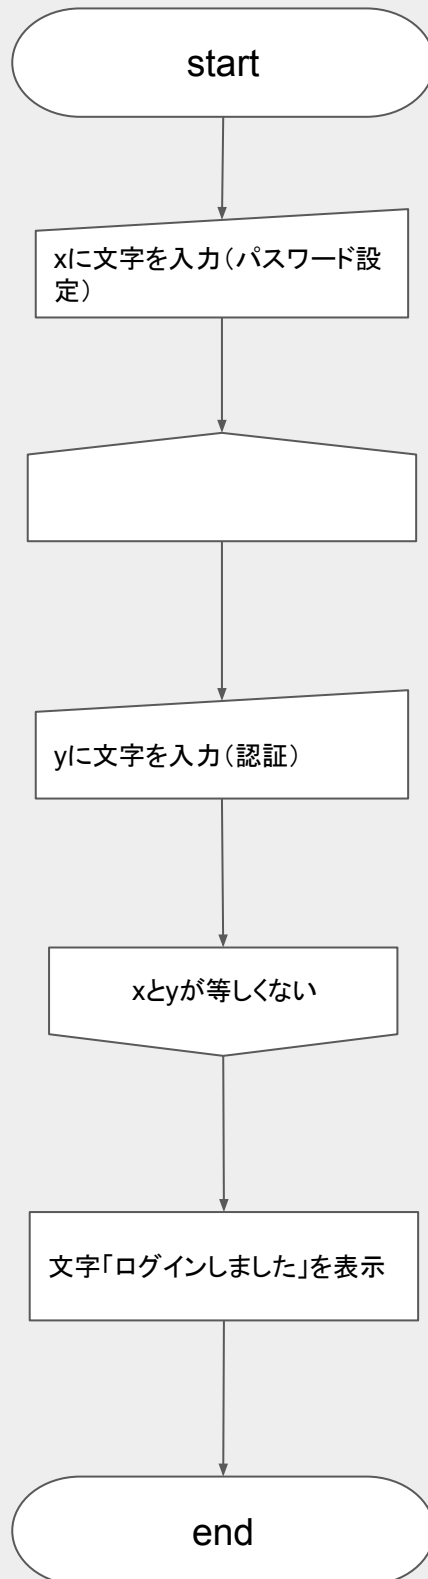 start
xに文字を入力（パスワード設
定）
yに文字を入力（認証）
xとyが等しくない
文字「ログインしました」を表示
end